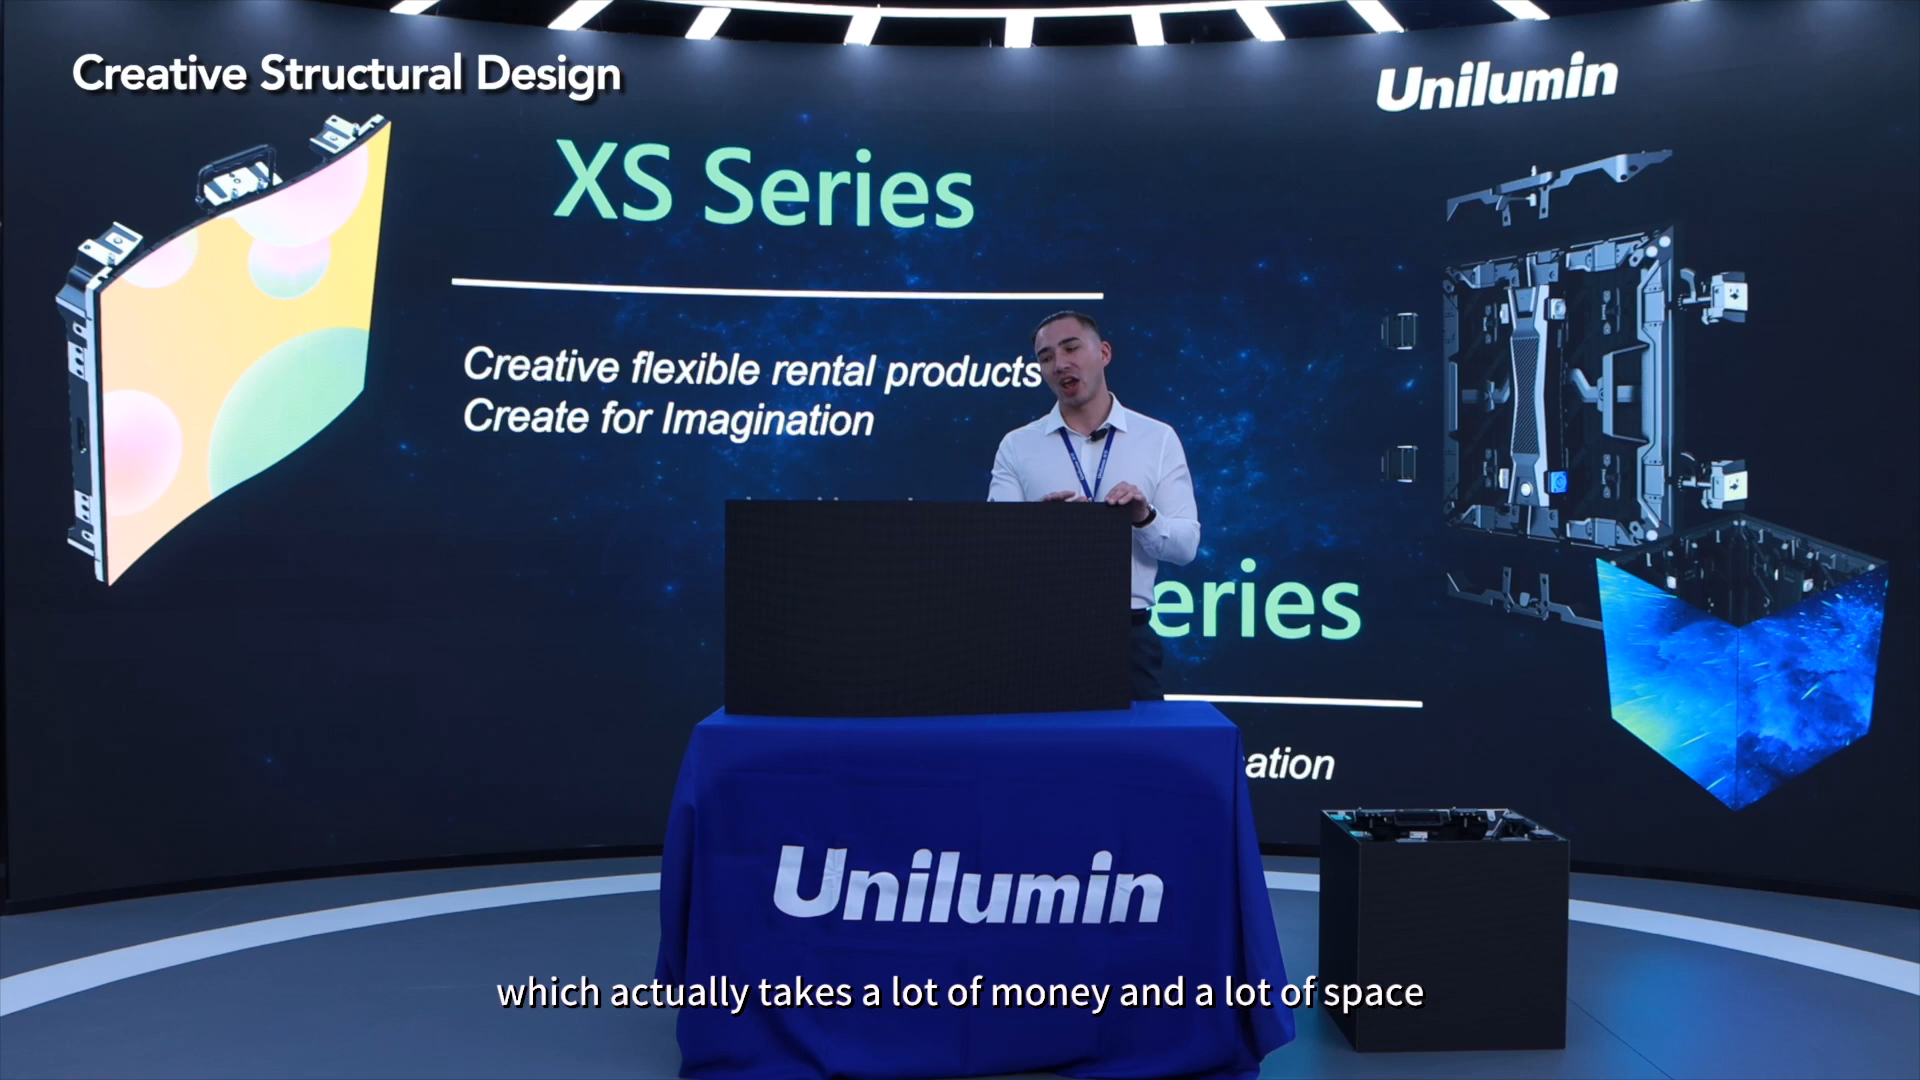 Creative Structural Design
Unilumin
XS Series
Creative flexible rental products
Create for Imagination
eries
ation
Unilumin
which actually takes a lot of money and a lot of space